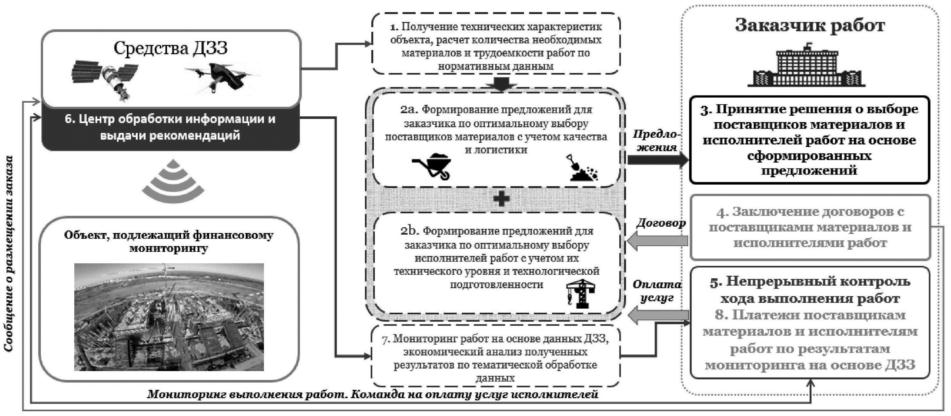 Средства ДЗЗ
6. Центр обработки информации и
выдачи рекомендаций
Объект, подлежащий финансовому
мониторингу
Сообщение о размещении заказа
1. Получение технических характеристик
объекта, расчет количества необходимых
материалов и трудоемкости работ по
нормативным данным
2а. Формирование предложений для
заказчика по оптимальному выбору
поставщиков материалов с учетом качества
и логистики
2b. Формирование предложений для
заказчика по оптимальному выбору
исполнителей работ с учетом их
технического уровня и технологической
подготовленности
7. Мониторинг работ на основе данных ДЗЗ,
экономический анализ полученных
результатов по тематической обработке
данных
Предло-
жения
Договор
Оплата
услуг
Заказчик работ
3. Принятие решения о выборе
поставщиков материалов и
исполнителей работ на основе
сформированных
предложений
4. Заключение договоров с
поставщиками материалов и
исполнителями работ
5. Непрерывный контроль
хода выполнения работ
8. Платежи поставщикам
материалов и исполнителям
работ по результатам
мониторинга на основе ДЗЗ
Мониторинг выполнения работ. Команда на оплату услуг исполнителей